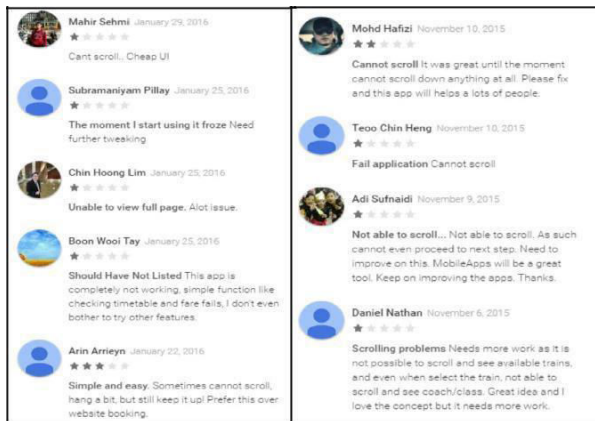 Mahir Sehmi January 29, 2016
Cant scroll.. Cheap UI
Subramaniyam Pillay January 25, 2016
The moment I start using it froze Need
further tweaking
Chin Hoong Lim January 25, 2016
Unable to view full page. Alot issue.
Boon Wooi Tay January 25, 2016
Should Have Not Listed This app is
completely not working, simple function like
checking timetable and fare fails, I don't even
bother to try other features.
Arin Arrieyn January 22, 2016
Simple and easy. Sometimes cannot scroll,
hang a bit, but still keep it up! Prefer this over
website booking.
Mohd Hafizi November 10, 2015
Cannot scroll It was great until the moment
cannot scroll down anything at all. Please fix
and this app will helps a lots of people.
Teoo Chin Heng November 10, 2015
Fail application Cannot scroll
Adi Sufnaidi November 9, 2015
Not able to scroll... Not able to scroll. As such
cannot even proceed to next step. Need to
improve on this. MobileApps will be a great
tool. Keep on improving the apps. Thanks.
Daniel Nathan November 6, 2015
Scrolling problems Needs more work as it is
not possible to scroll and see available trains,
and even when select the train, not able to
scroll and see coach/class. Great idea and I
love the concept but it needs more work.